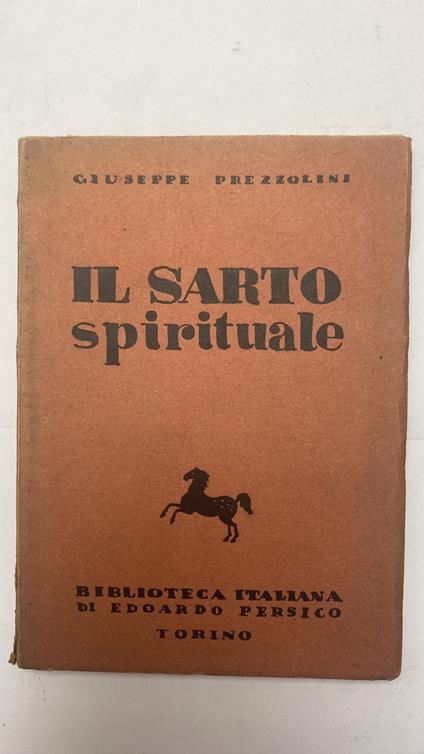 GIUSEPPE PREZZOLINI
IL SARTO
spirituale
BIBLIOTECA ITALIANA
DI EDOARDO PERSICO
TORINO